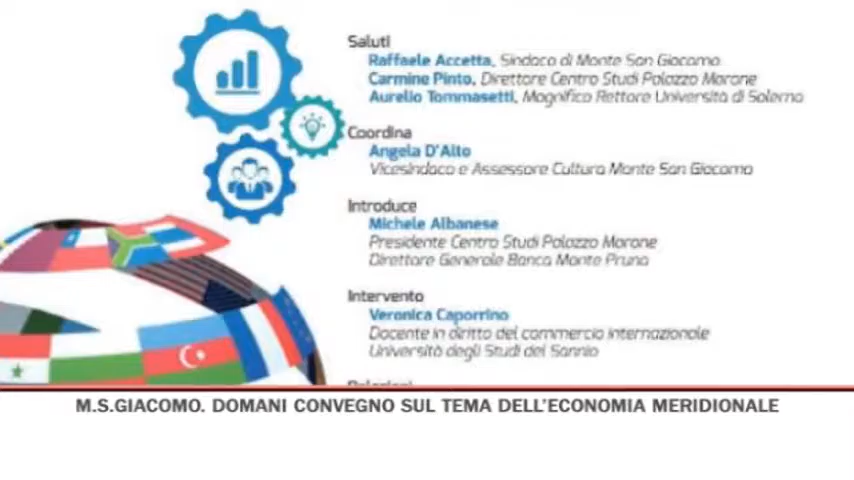 Saluti
Raffaele Accetta, Sindaco di Monte San Giacomo
Carmine Pinto, Direttore Centro Studi Palazzo Marone
Aurelio Tommasetti, Magnifico Rettore Università di Salerno
Coordina
Angela D'Alto
Vicesindaco e Assessore Cultura Monte San Giacomo
Introduce
Michele Albanese
Presidente Centro Studi Palazzo Marone
Direttore Generale Banca Monte Pruno
Intervento
Veronica Caporrino
Docente in diritto del commercio internazionale
Università degli Studi del Sannio
M.S.GIACOMO. DOMANI CONVEGNO SUL TEMA DELL'ECONOMIA MERIDIONALE